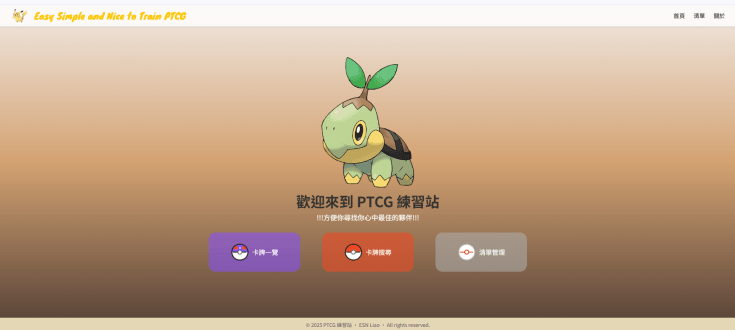 Easy Simple and Nice to Train PTCG
首頁 清單 關於
歡迎來到 PTCG 練習站
!!!方便你尋找你心中最佳的夥伴!!!
卡牌一覽 卡牌搜尋 清單管理
© 2025 PTCG 練習站 · ESN Liao · All rights reserved.